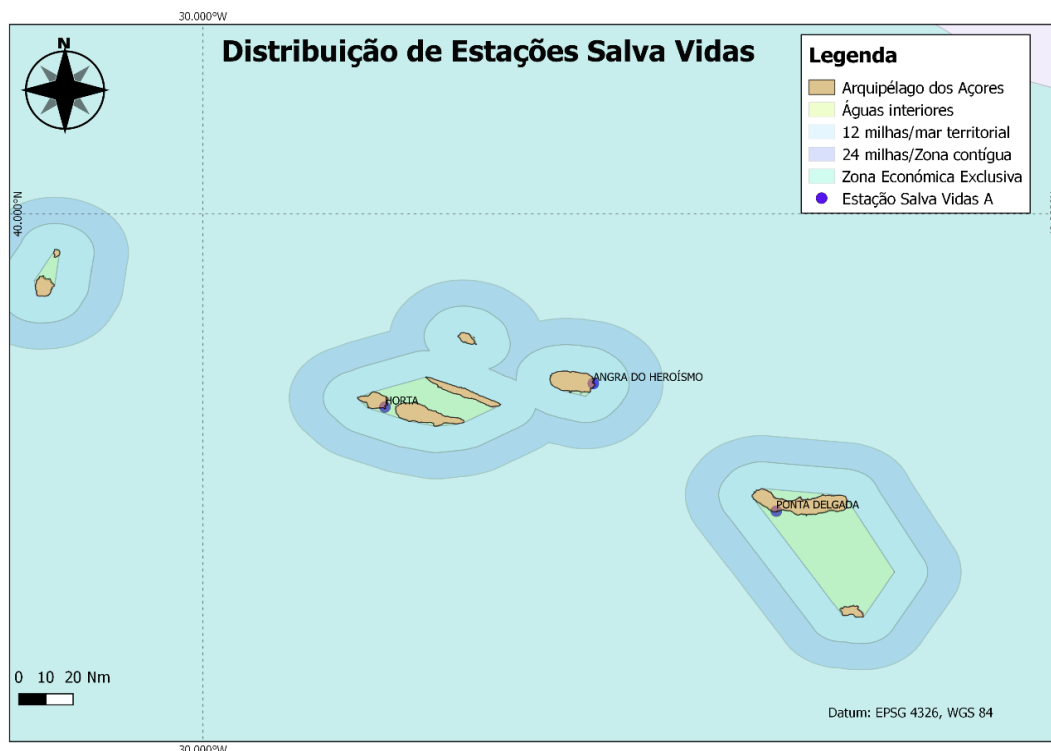 30.000°W
N
Distribuição de Estações Salva Vidas
Legenda
Arquipélago dos Açores
Águas interiores
12 milhas/mar territorial
24 milhas/Zona contígua
Zona Económica Exclusiva
Estação Salva Vidas A
40.000°N
ANGRA DO HEROÍSMO
HORTA
PONTA DELGADA
0 10 20 Nm
Datum: EPSG 4326, WGS 84
30.000°W